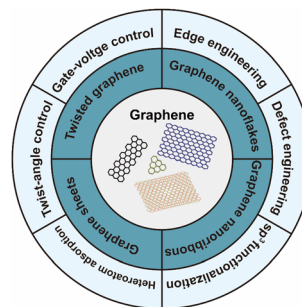 Gate-voltge control
Edge engineering
Defect engineering
sp³ functionalization
Heteroatom adsorption
Twist-angle control
Twisted graphene
Graphene nanoflakes
Graphene nanoribbons
Graphene sheets
Graphene